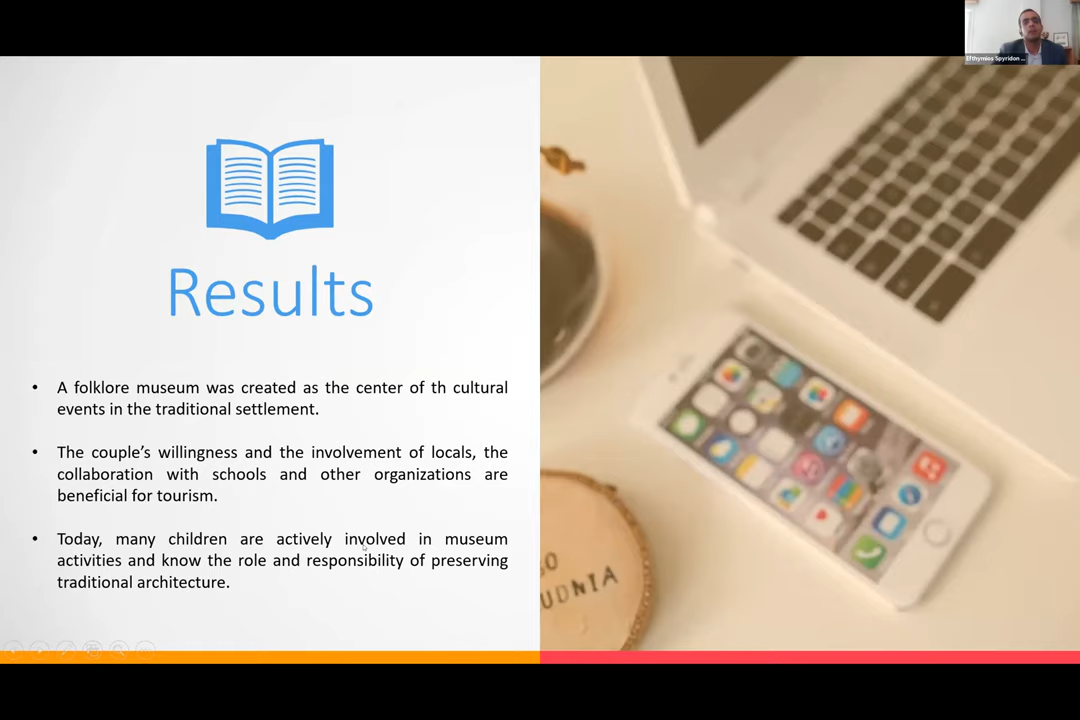 Efthymios Spyridon ...
Results
• A folklore museum was created as the center of th cultural
events in the traditional settlement.
• The couple’s willingness and the involvement of locals, the
collaboration with schools and other organizations are
beneficial for tourism.
• Today, many children are actively involved in museum
activities and know the role and responsibility of preserving
traditional architecture.
UDNIA